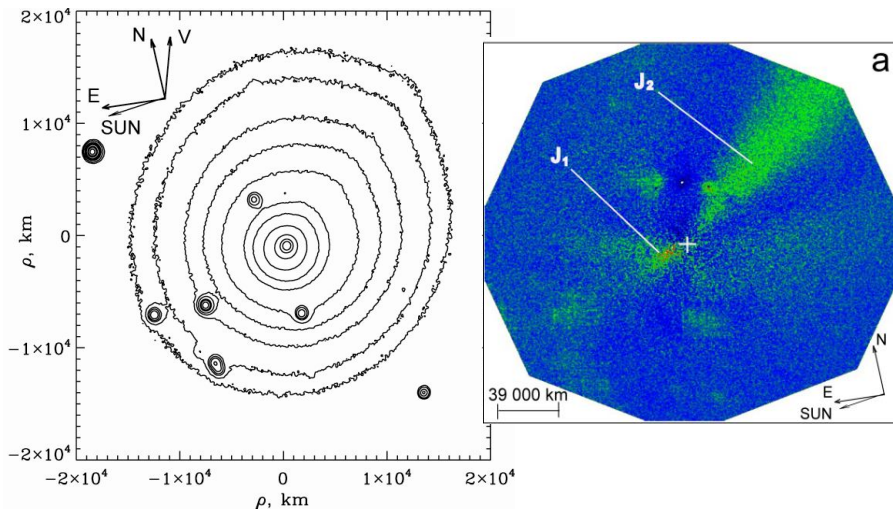 2×10⁴
1×10⁴
0
−1×10⁴
−2×10⁴
ρ, km
N
V
E
SUN
−2×10⁴
−1×10⁴
0
1×10⁴
2×10⁴
ρ, km
a
J₂
J₁
39 000 km
N
E
SUN